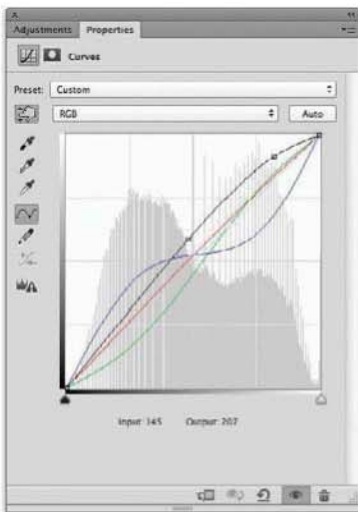 Adjustments Properties
Curves
Preset: Custom
RGB Auto
Input: 145 Output: 207